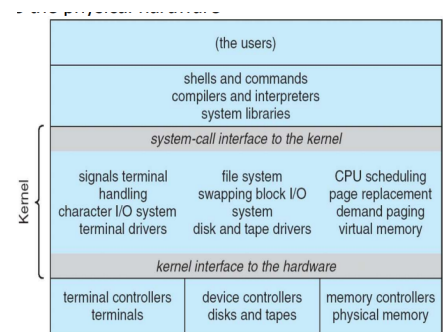 the physical hardware
(the users)
shells and commands
compilers and interpreters
system libraries
system-call interface to the kernel
Kernel
signals terminal
handling
character I/O system
terminal drivers
file system
swapping block I/O
system
disk and tape drivers
CPU scheduling
page replacement
demand paging
virtual memory
kernel interface to the hardware
terminal controllers
terminals
device controllers
disks and tapes
memory controllers
physical memory